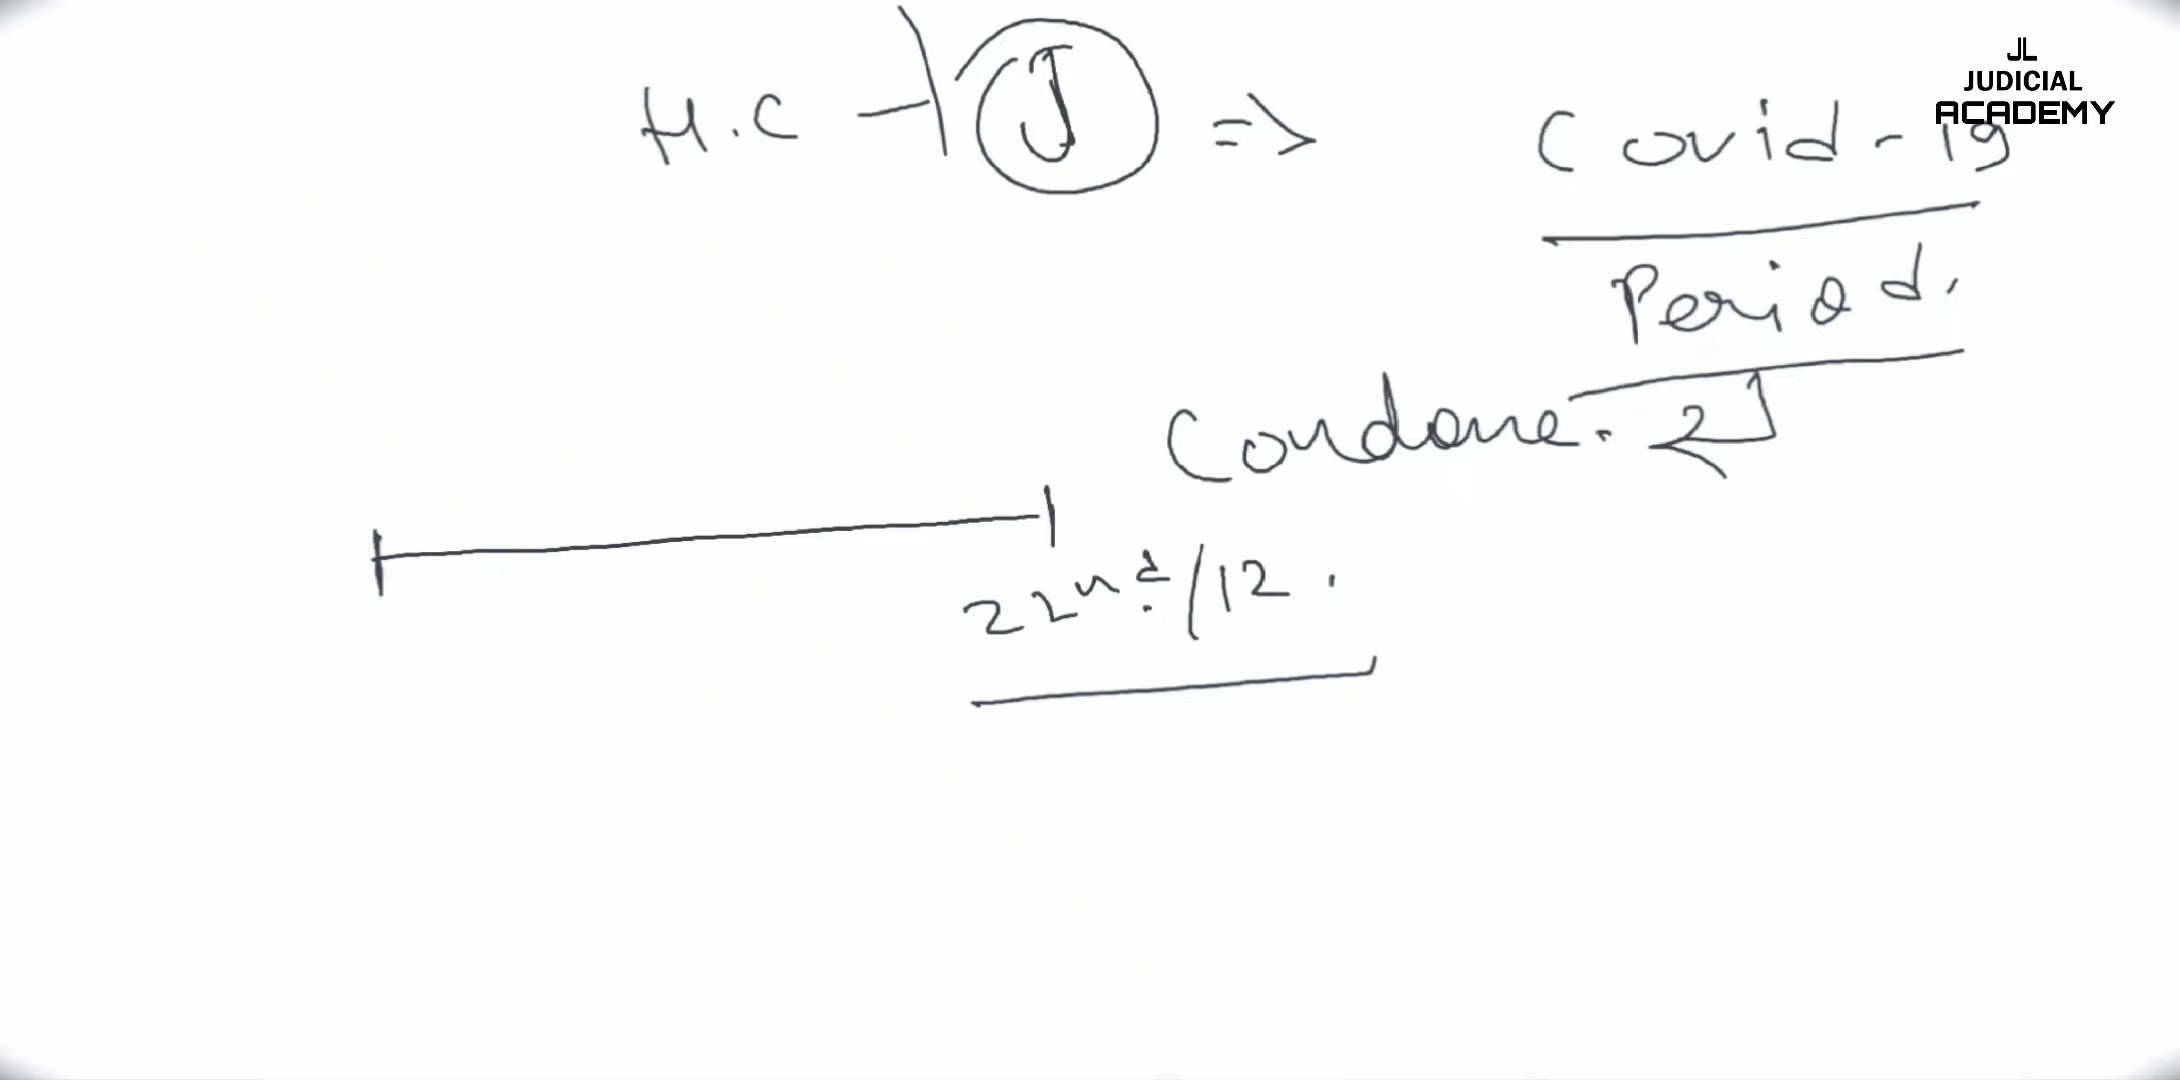 JL
JUDICIAL
ACADEMY
H.C → J => Covid-19
Period.
Condone.
22nd/12.